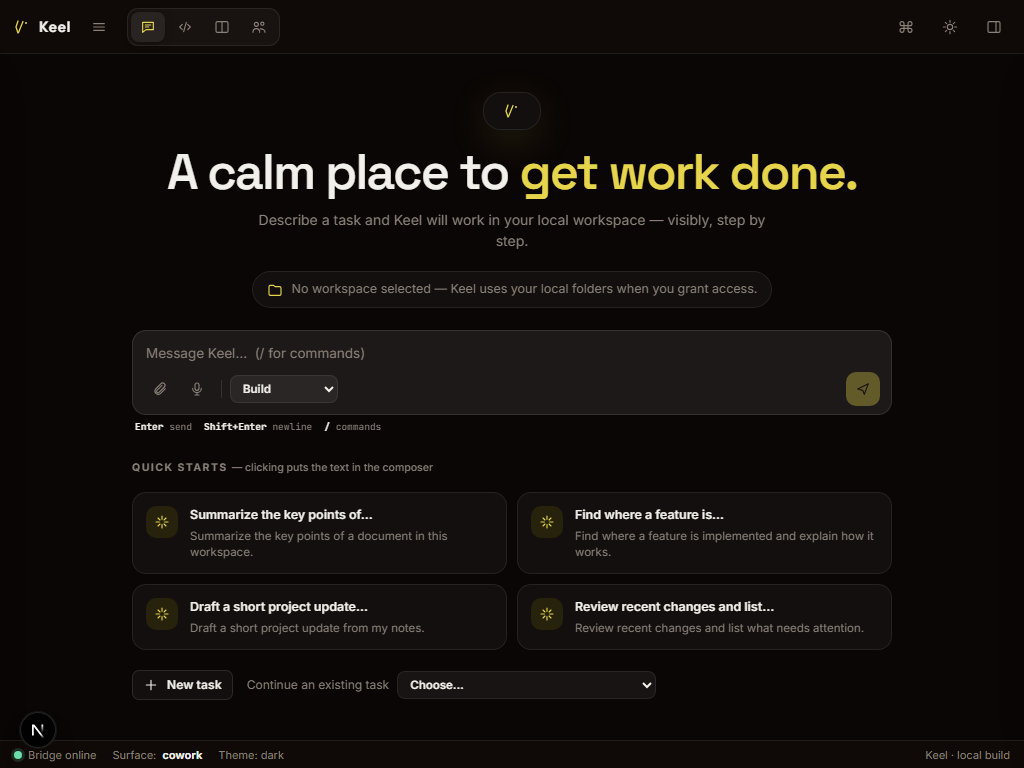 Keel
A calm place to get work done.
Describe a task and Keel will work in your local workspace — visibly, step by
step.
No workspace selected — Keel uses your local folders when you grant access.
Message Keel... (/ for commands)
Build
Enter send Shift+Enter newline / commands
QUICK STARTS — clicking puts the text in the composer
Summarize the key points of...
Summarize the key points of a document in this
workspace.
Find where a feature is...
Find where a feature is implemented and explain how it
works.
Draft a short project update...
Draft a short project update from my notes.
Review recent changes and list...
Review recent changes and list what needs attention.
New task
Continue an existing task
Choose...
N
Bridge online
Surface: cowork
Theme: dark
Keel · local build